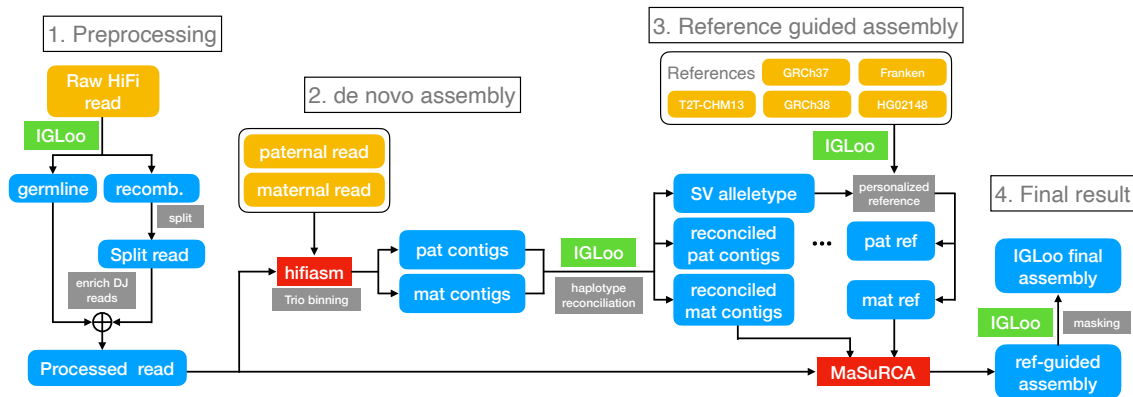 1. Preprocessing
Raw HiFi
read
IGLoo
germline
recomb.
split
Split read
enrich DJ
reads
Processed read
2. de novo assembly
paternal read
maternal read
hifiasm
Trio binning
pat contigs
mat contigs
IGLoo
haplotype
reconciliation
3. Reference guided assembly
References
GRCh37
Franken
T2T-CHM13
GRCh38
HG02148
IGLoo
SV alleletype
personalized
reference
reconciled
pat contigs
...
pat ref
reconciled
mat contigs
mat ref
MaSuRCA
4. Final result
IGLoo final
assembly
IGLoo
masking
ref-guided
assembly